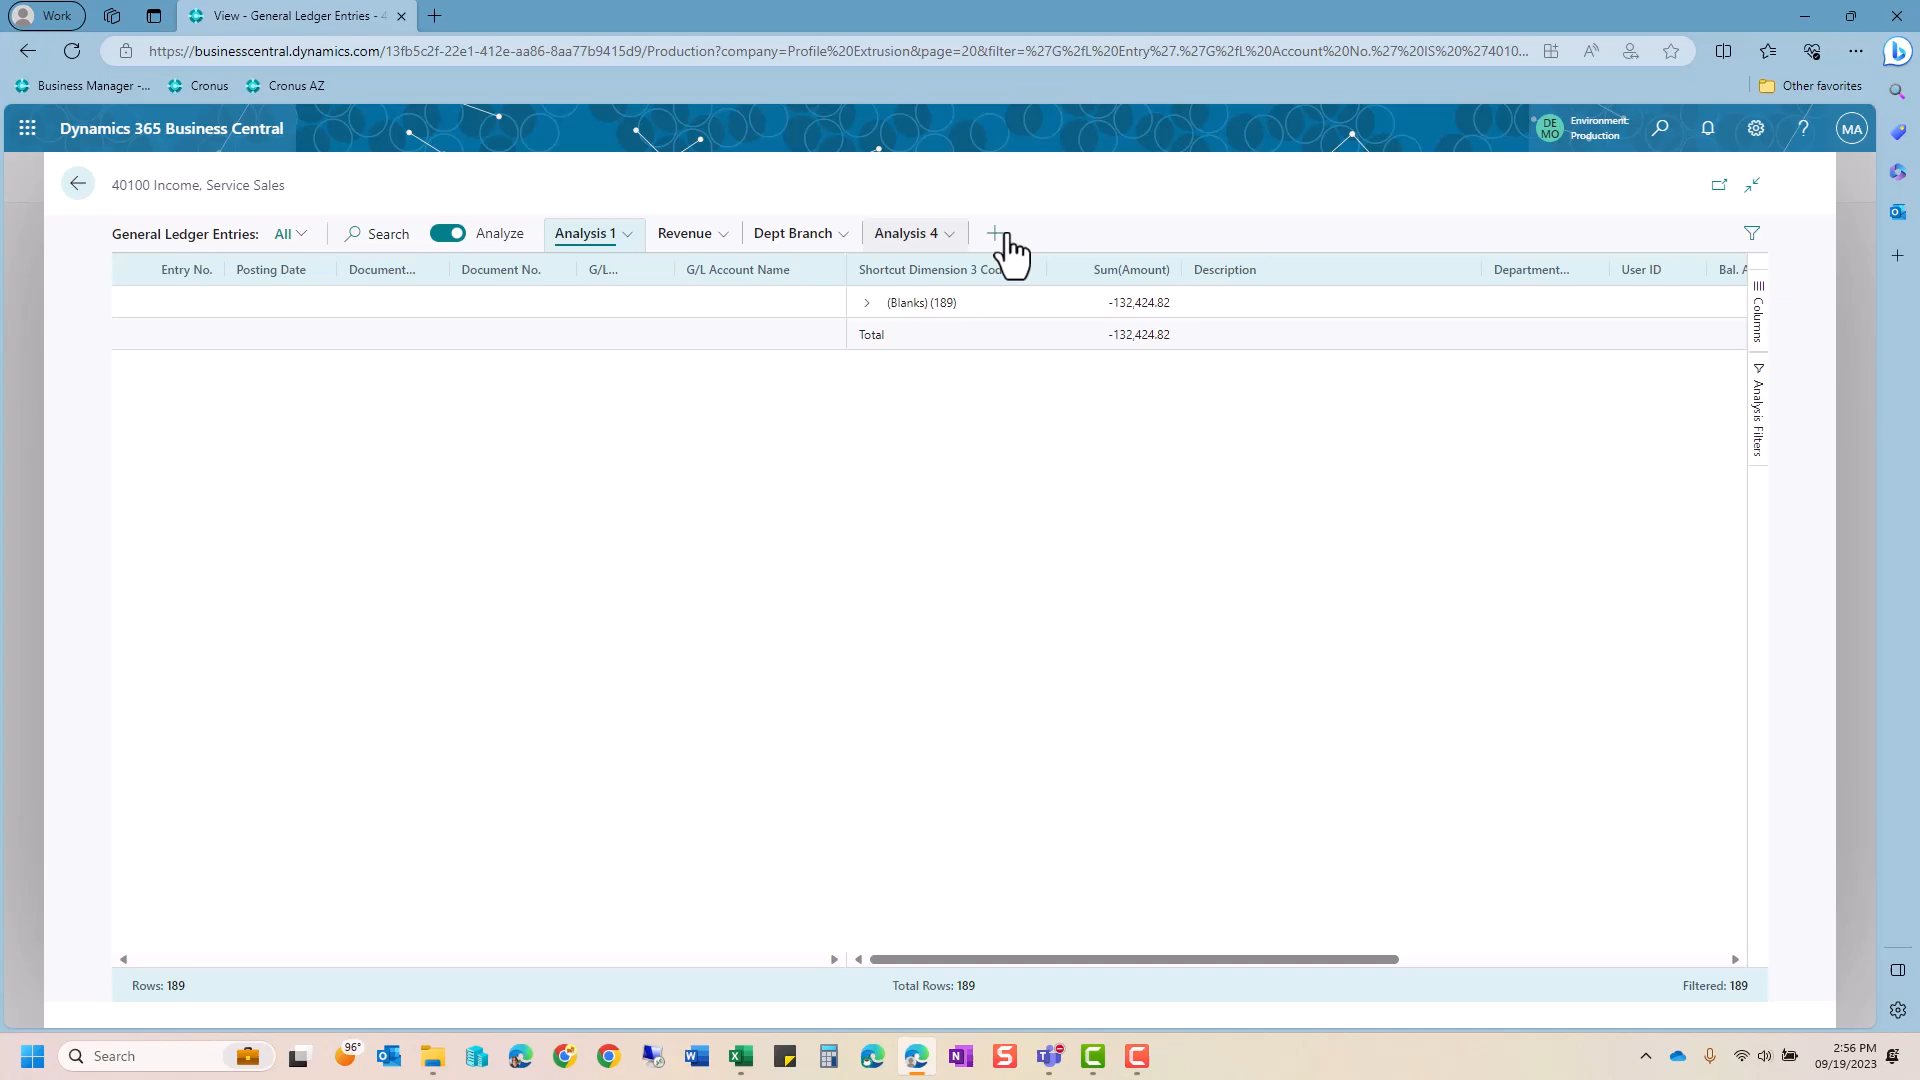 Work
View - General Ledger Entries - 4
https://businesscentral.dynamics.com/13fb5c2f-22e1-412e-aa86-8aa77b9415d9/Production?company=Profile%20Extrusion&page=20&filter=%27G%2fL%20Entry%27.%27G%2fL%20Account%20No.%27%20IS%20%274010...
Business Manager -...
Cronus
Cronus AZ
Other favorites
Dynamics 365 Business Central
DE MO
Environment:
Production
MA
40100 Income, Service Sales
General Ledger Entries:
All
Search
Analyze
Analysis 1
Revenue
Dept Branch
Analysis 4
Entry No.
Posting Date
Document...
Document No.
G/L...
G/L Account Name
Shortcut Dimension 3 Cod
Sum(Amount)
Description
Department...
User ID
Bal. A
(Blanks) (189)
-132,424.82
Total
-132,424.82
Columns
Analysis Filters
Rows: 189
Total Rows: 189
Filtered: 189
Search
96°
2:56 PM
09/19/2023